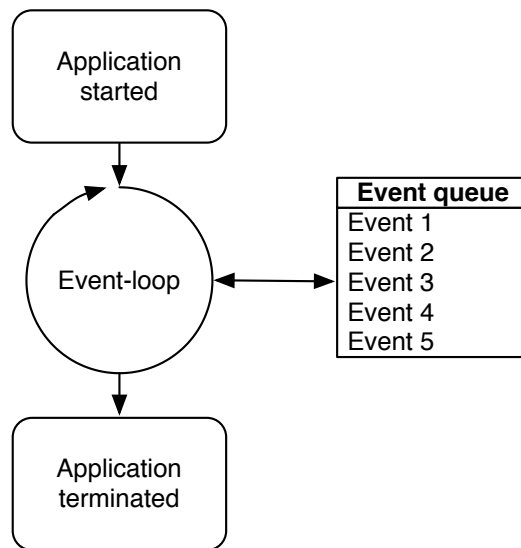 Application
started
Event-loop
Event queue
Event 1
Event 2
Event 3
Event 4
Event 5
Application
terminated